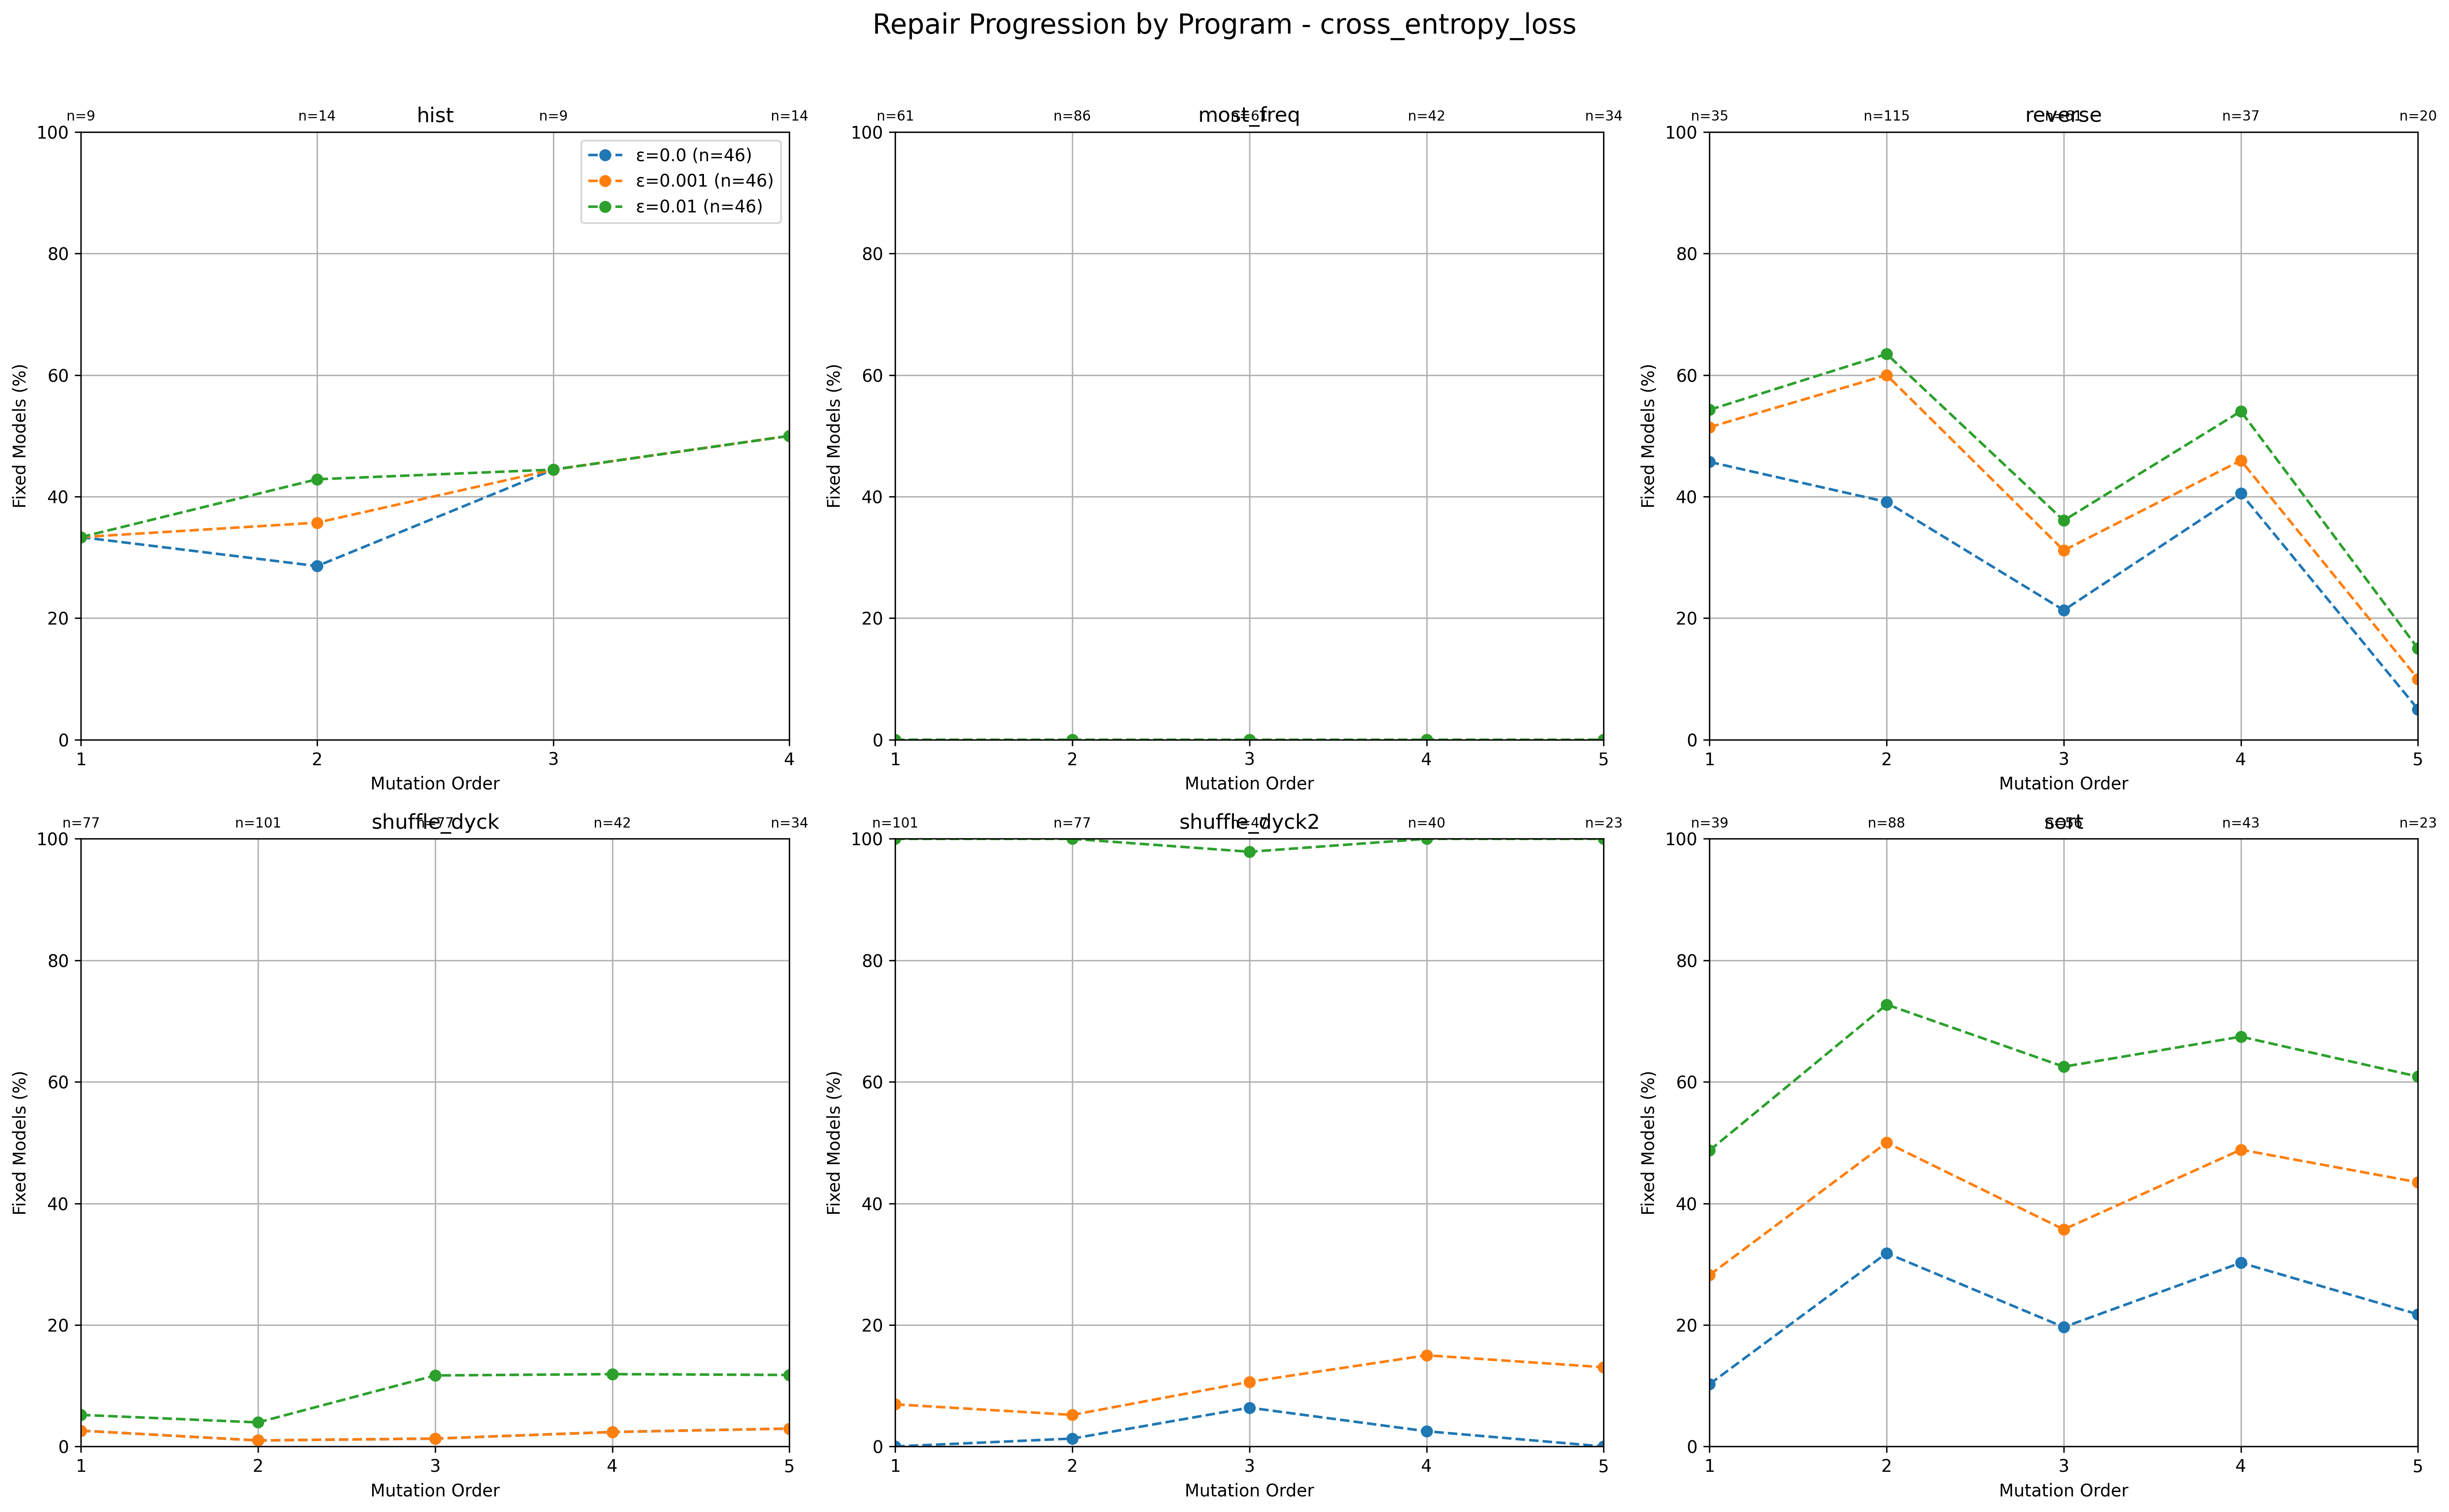 Repair Progression by Program - cross_entropy_loss
hist
n=9 n=14 n=9 n=14
ε=0.0 (n=46)
ε=0.001 (n=46)
ε=0.01 (n=46)
Fixed Models (%)
100
80
60
40
20
0
1 2 3 4
Mutation Order
most_freq
n=61 n=86 n=61 n=42 n=34
Fixed Models (%)
100
80
60
40
20
0
1 2 3 4 5
Mutation Order
reverse
n=35 n=115 n=61 n=37 n=20
Fixed Models (%)
100
80
60
40
20
0
1 2 3 4 5
Mutation Order
shuffle_dyck
n=77 n=101 n=77 n=42 n=34
Fixed Models (%)
100
80
60
40
20
0
1 2 3 4 5
Mutation Order
shuffle_dyck2
n=101 n=77 n=47 n=40 n=23
Fixed Models (%)
100
80
60
40
20
0
1 2 3 4 5
Mutation Order
sort
n=39 n=88 n=56 n=43 n=23
Fixed Models (%)
100
80
60
40
20
0
1 2 3 4 5
Mutation Order